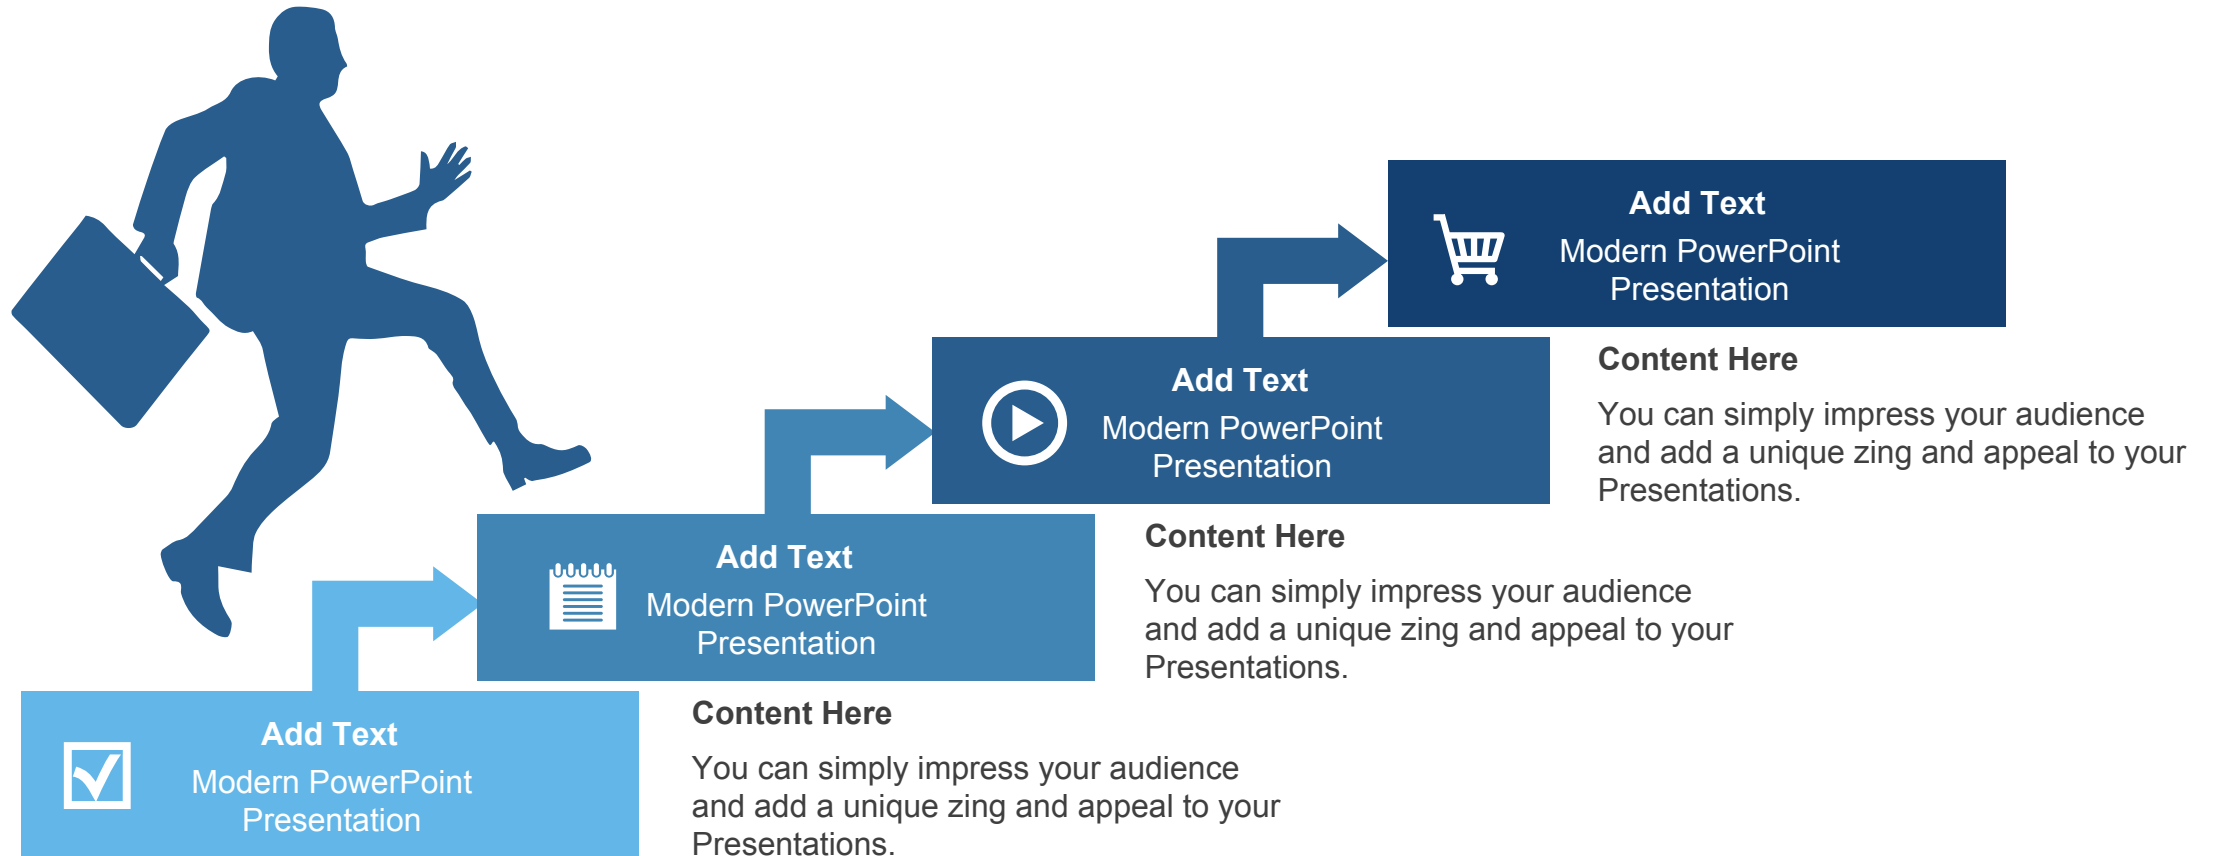 Add Text
Modern PowerPoint
Presentation
Content Here
You can simply impress your audience
and add a unique zing and appeal to your
Presentations.
Add Text
Modern PowerPoint
Presentation
Content Here
You can simply impress your audience
and add a unique zing and appeal to your
Presentations.
Add Text
Modern PowerPoint
Presentation
Content Here
You can simply impress your audience
and add a unique zing and appeal to your
Presentations.
Add Text
Modern PowerPoint
Presentation